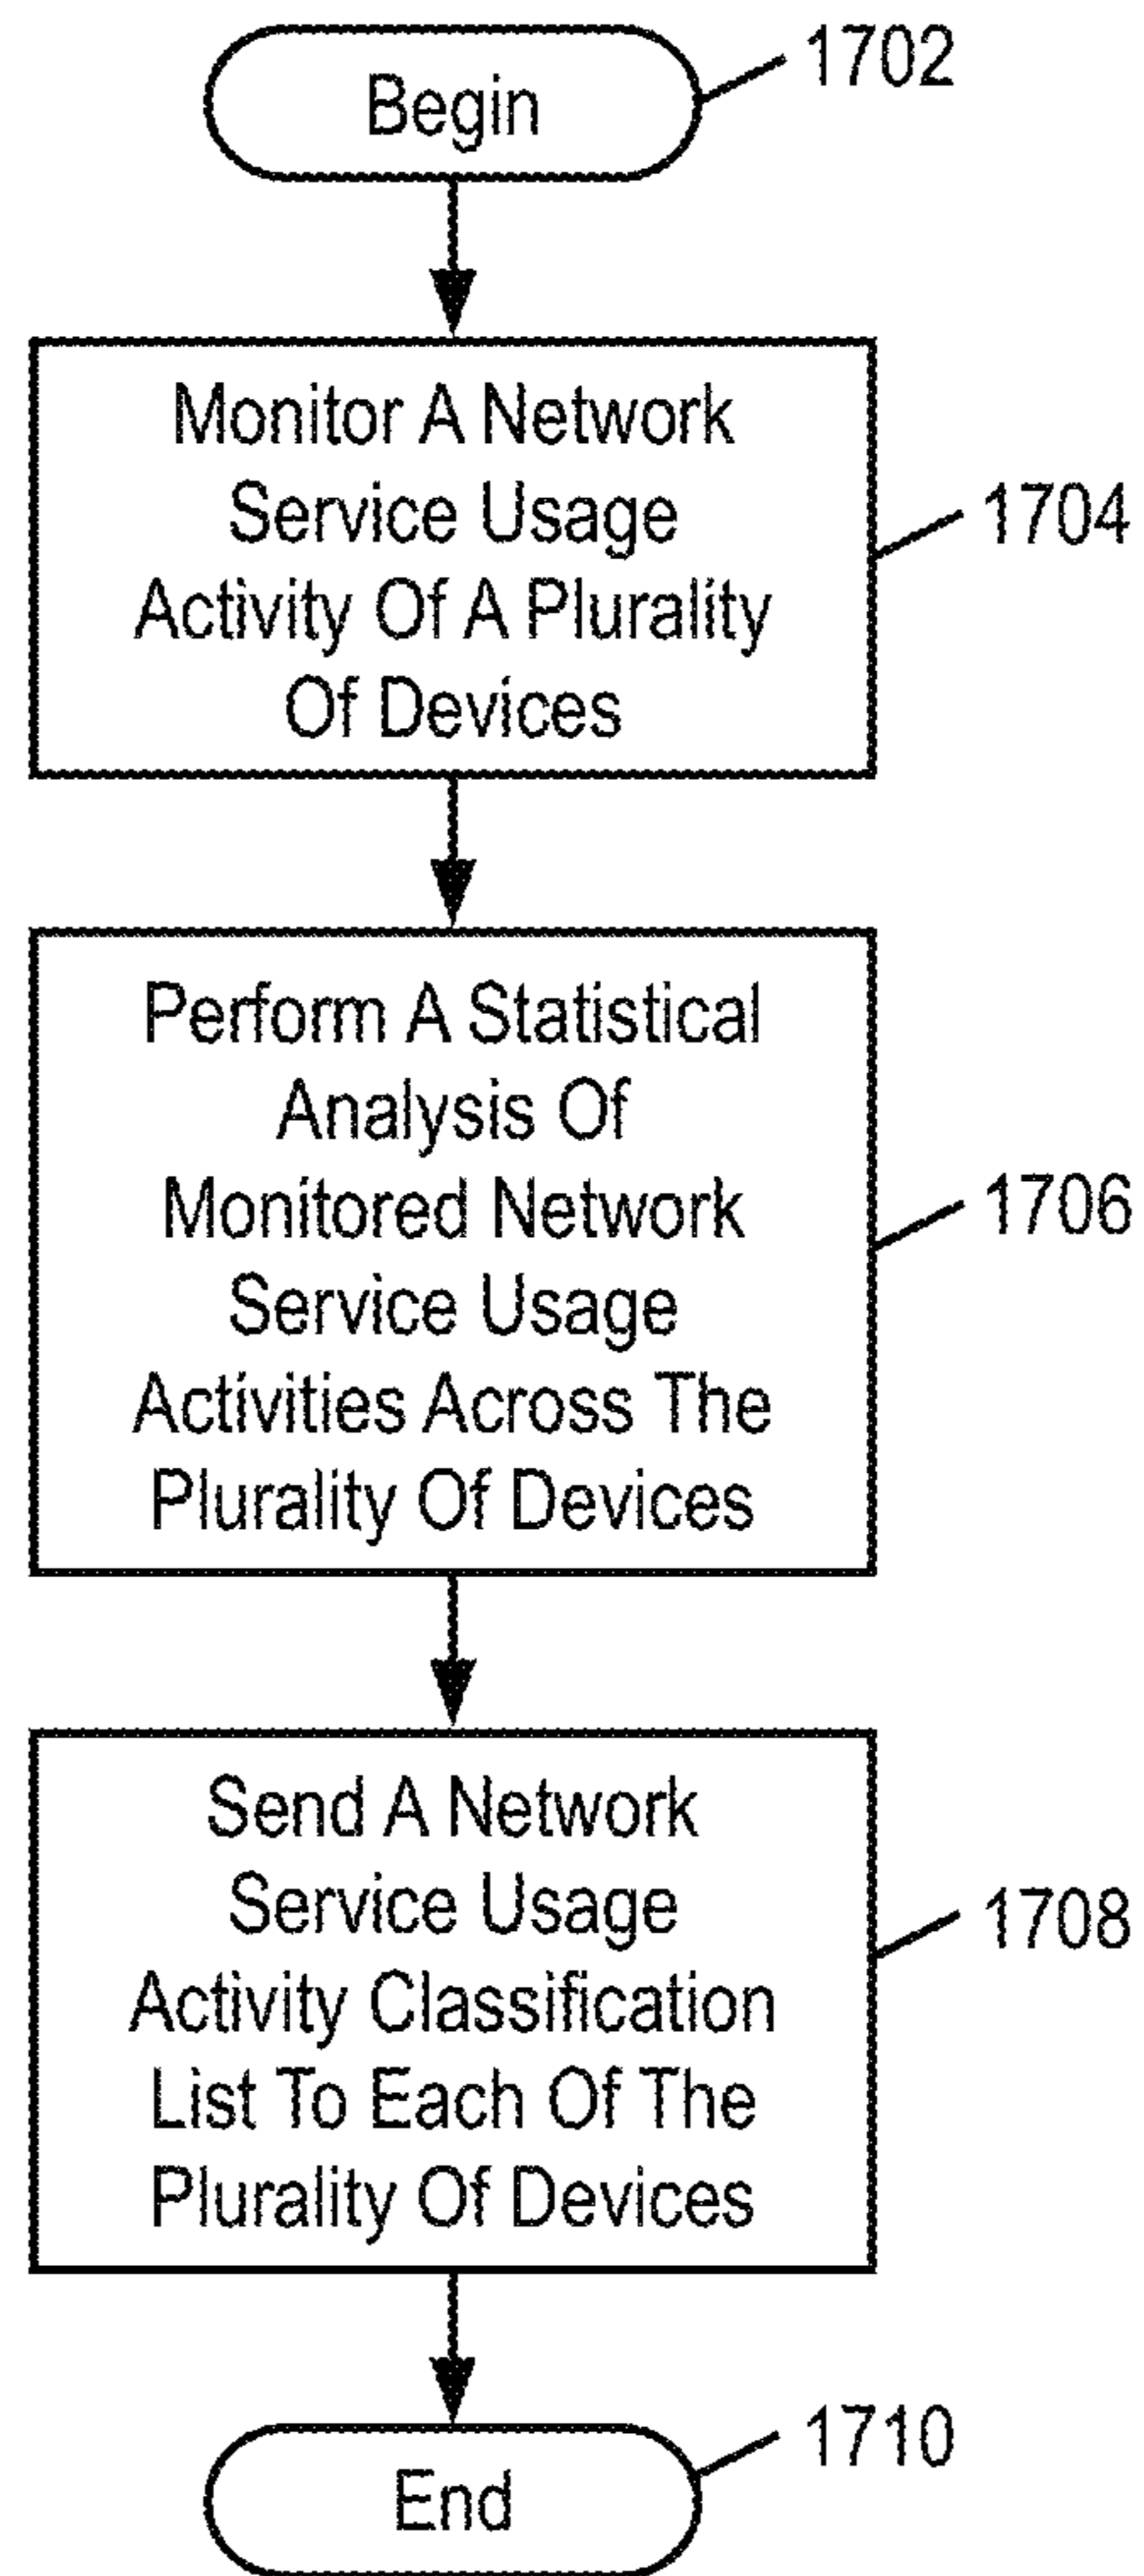 Begin
1702
Monitor A Network
Service Usage
Activity Of A Plurality
Of Devices
1704
Perform A Statistical
Analysis Of
Monitored Network
Service Usage
Activities Across The
Plurality Of Devices
1706
Send A Network
Service Usage
Activity Classification
List To Each Of The
Plurality Of Devices
1708
End
1710